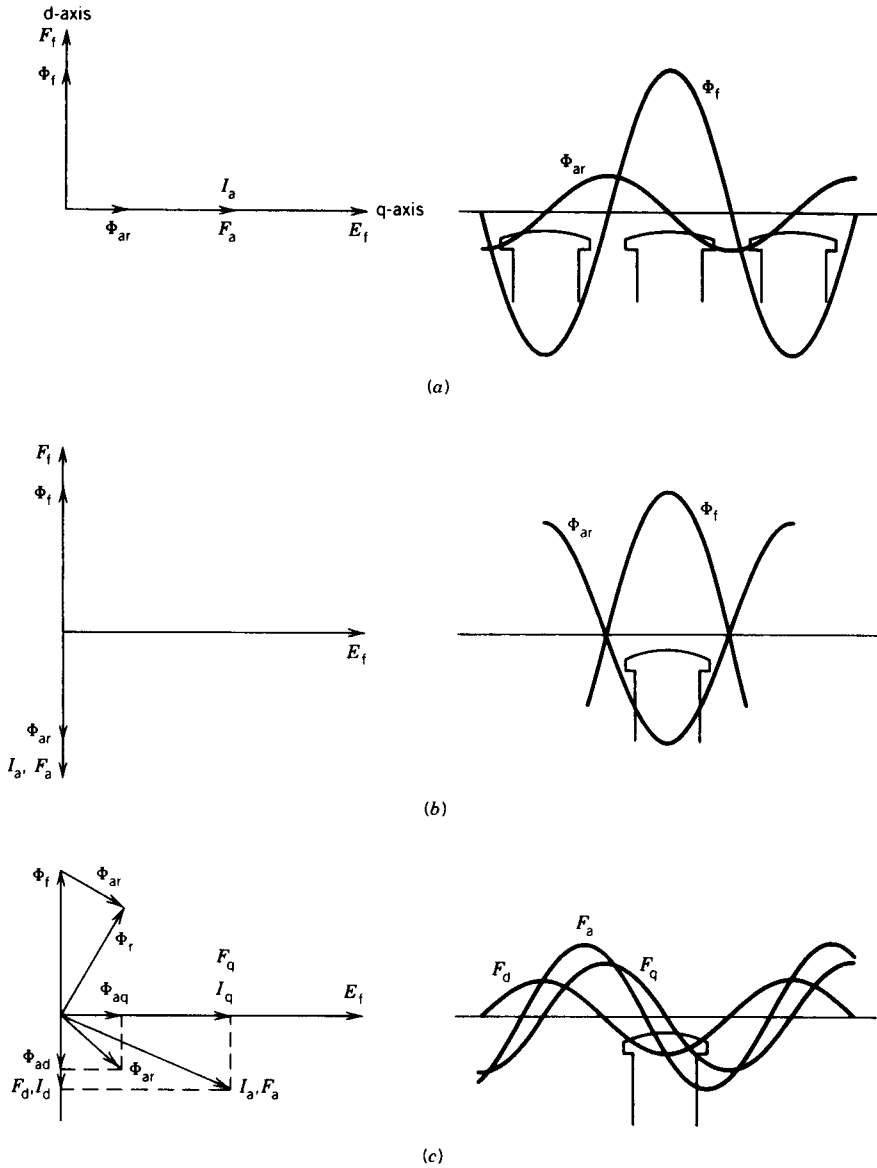 d-axis
F_f
Φ_f
Φ_ar
I_a
F_a
E_f
q-axis
Φ_ar
Φ_f
(a)
F_f
Φ_f
E_f
Φ_ar
I_a, F_a
Φ_ar
Φ_f
(b)
Φ_f
Φ_ar
Φ_r
F_q
Φ_aq
I_q
E_f
Φ_ad
Φ_ar
F_d, I_d
I_a, F_a
F_a
F_d
F_q
(c)